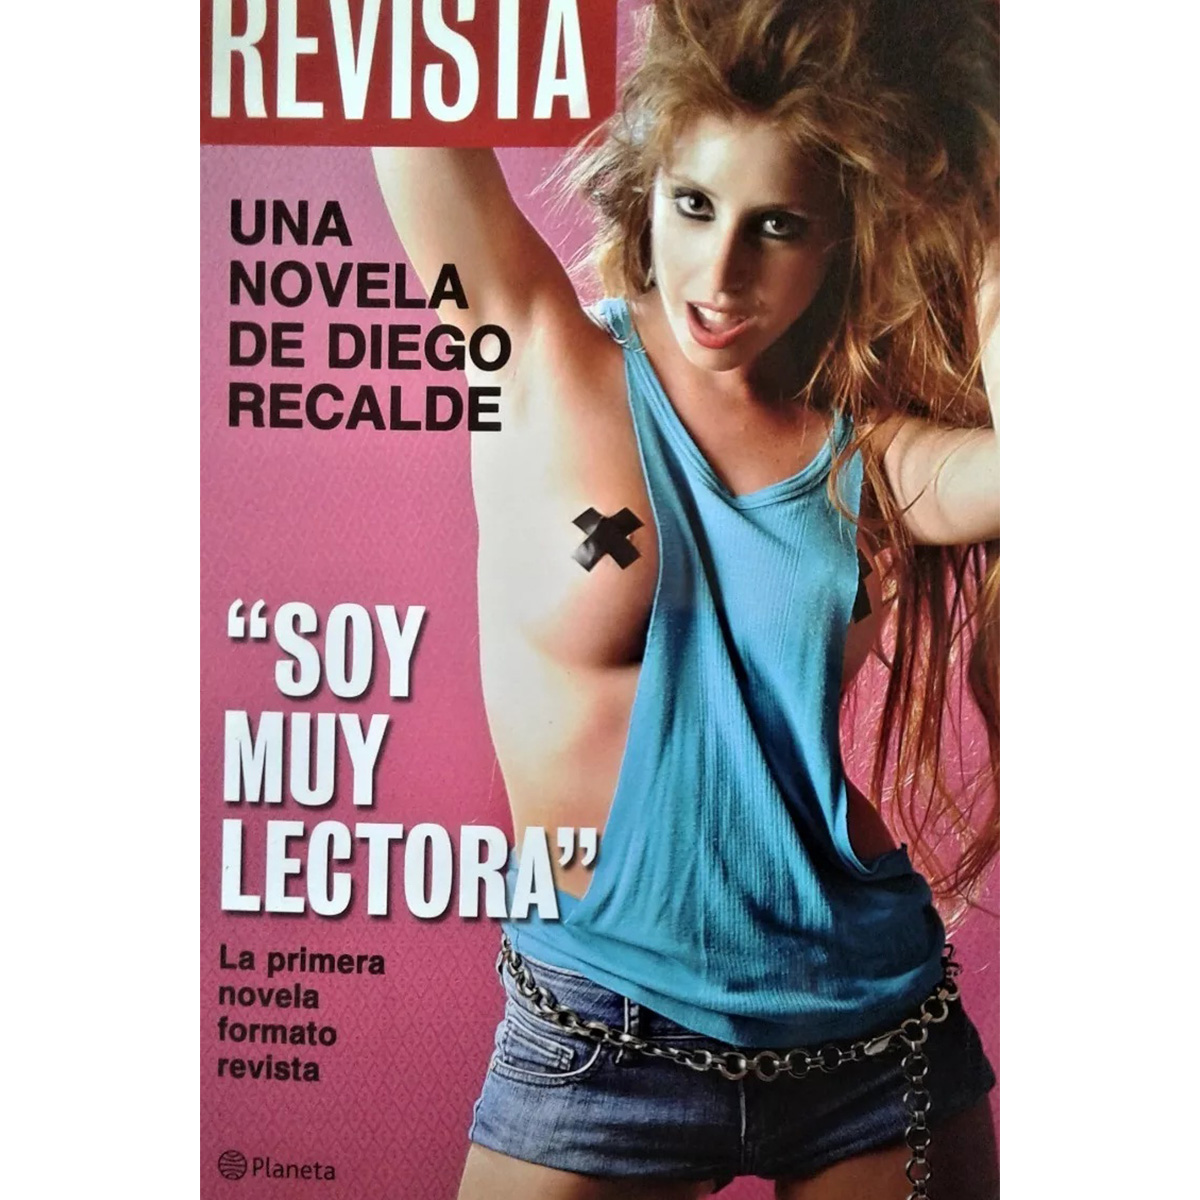 REVISTA
UNA
NOVELA
DE DIEGO
RECALDE
“SOY
MUY
LECTORA”
La primera
novela
formato
revista
Planeta